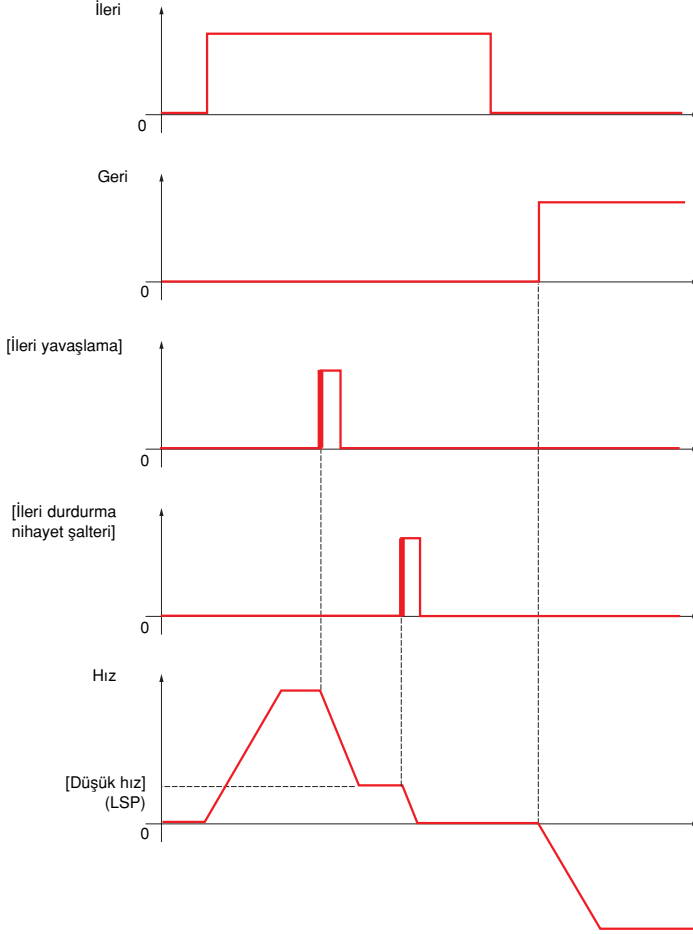 İleri
0
Geri
0
[İleri yavaşlama]
0
[İleri durdurma
nihayet şalteri]
0
Hız
[Düşük hız]
(LSP)
0